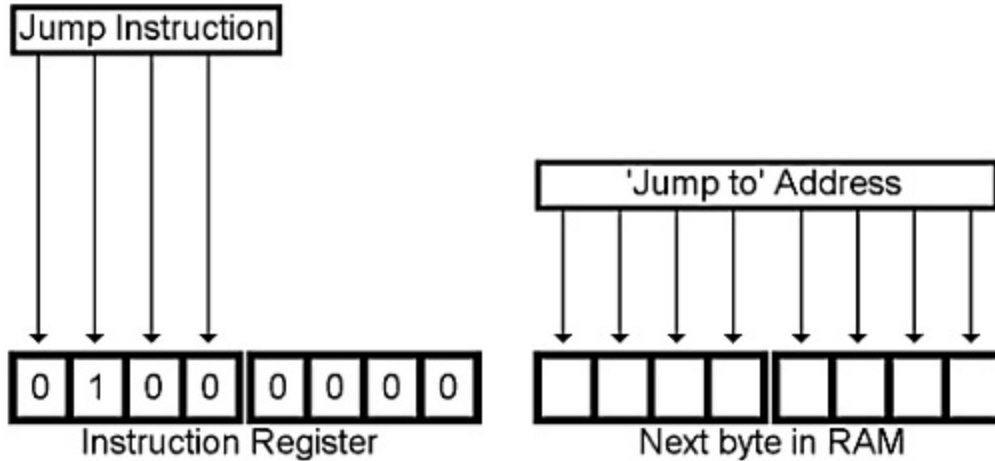 Jump Instruction
'Jump to' Address
0 1 0 0 0 0 0 0
Instruction Register
Next byte in RAM